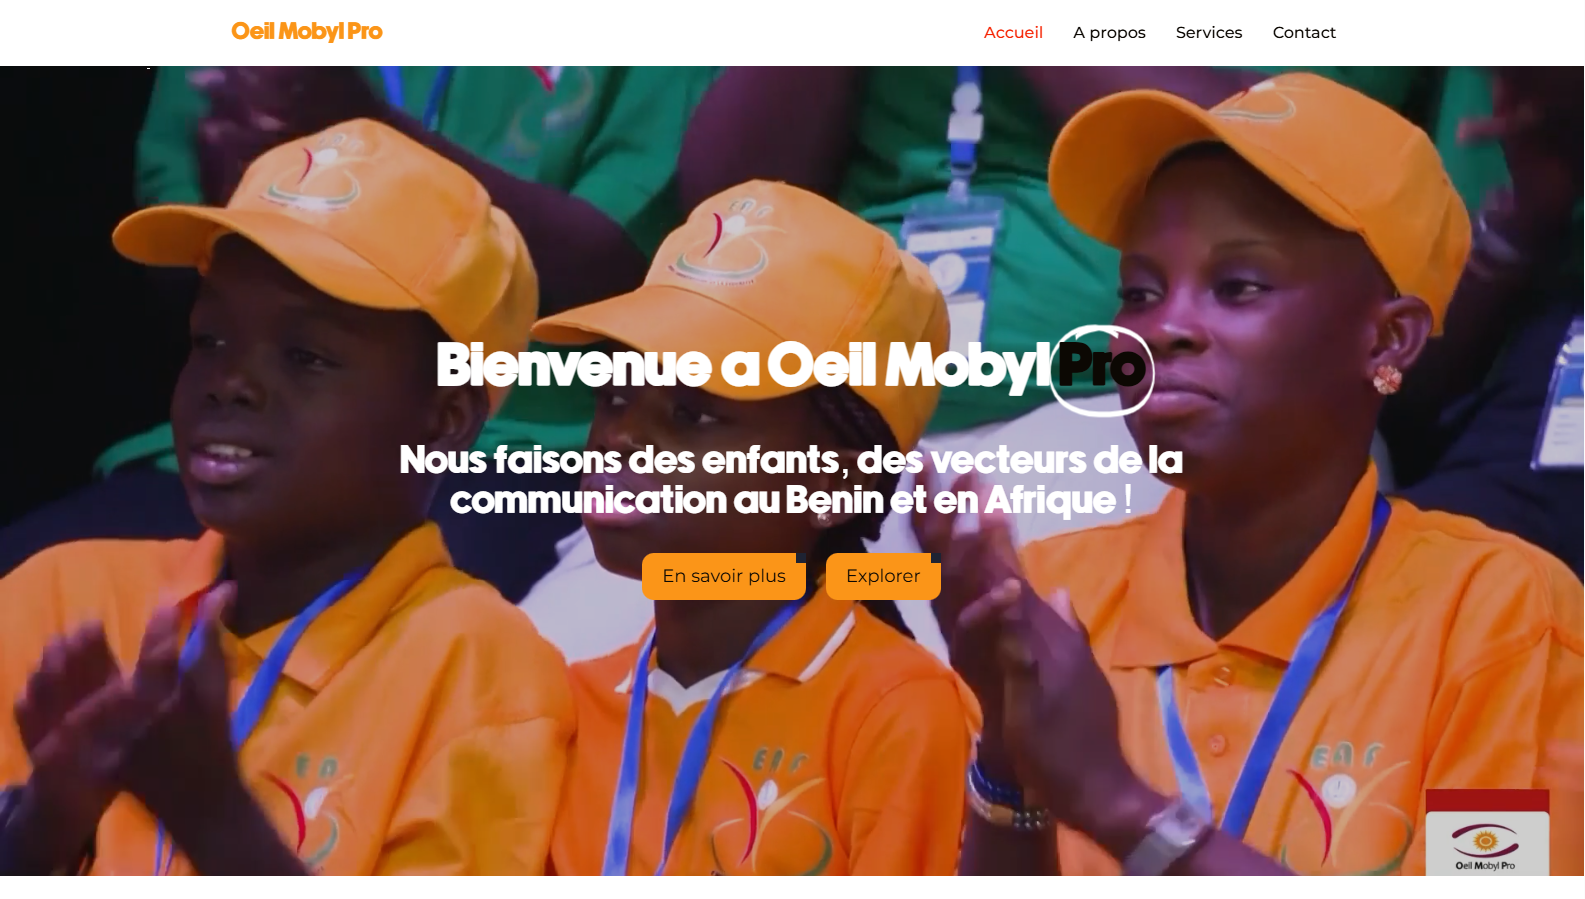 Oeil Mobyl Pro
Accueil
A propos
Services
Contact
Bienvenue a Oeil Mobyl Pro
Nous faisons des enfants, des vecteurs de la
communication au Benin et en Afrique !
En savoir plus
Explorer
Oeil Mobyl Pro